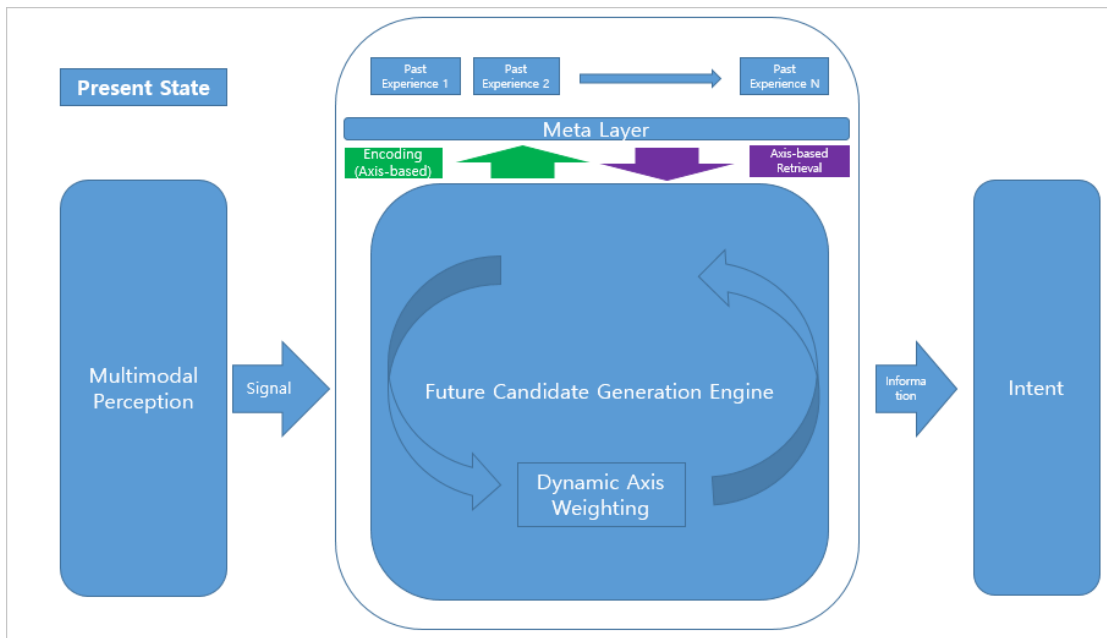 Present State
Past
Experience 1
Past
Experience 2
Past
Experience N
Meta Layer
Encoding
(Axis-based)
Axis-based
Retrieval
Multimodal
Perception
Signal
Future Candidate Generation Engine
Dynamic Axis
Weighting
Informa
tion
Intent